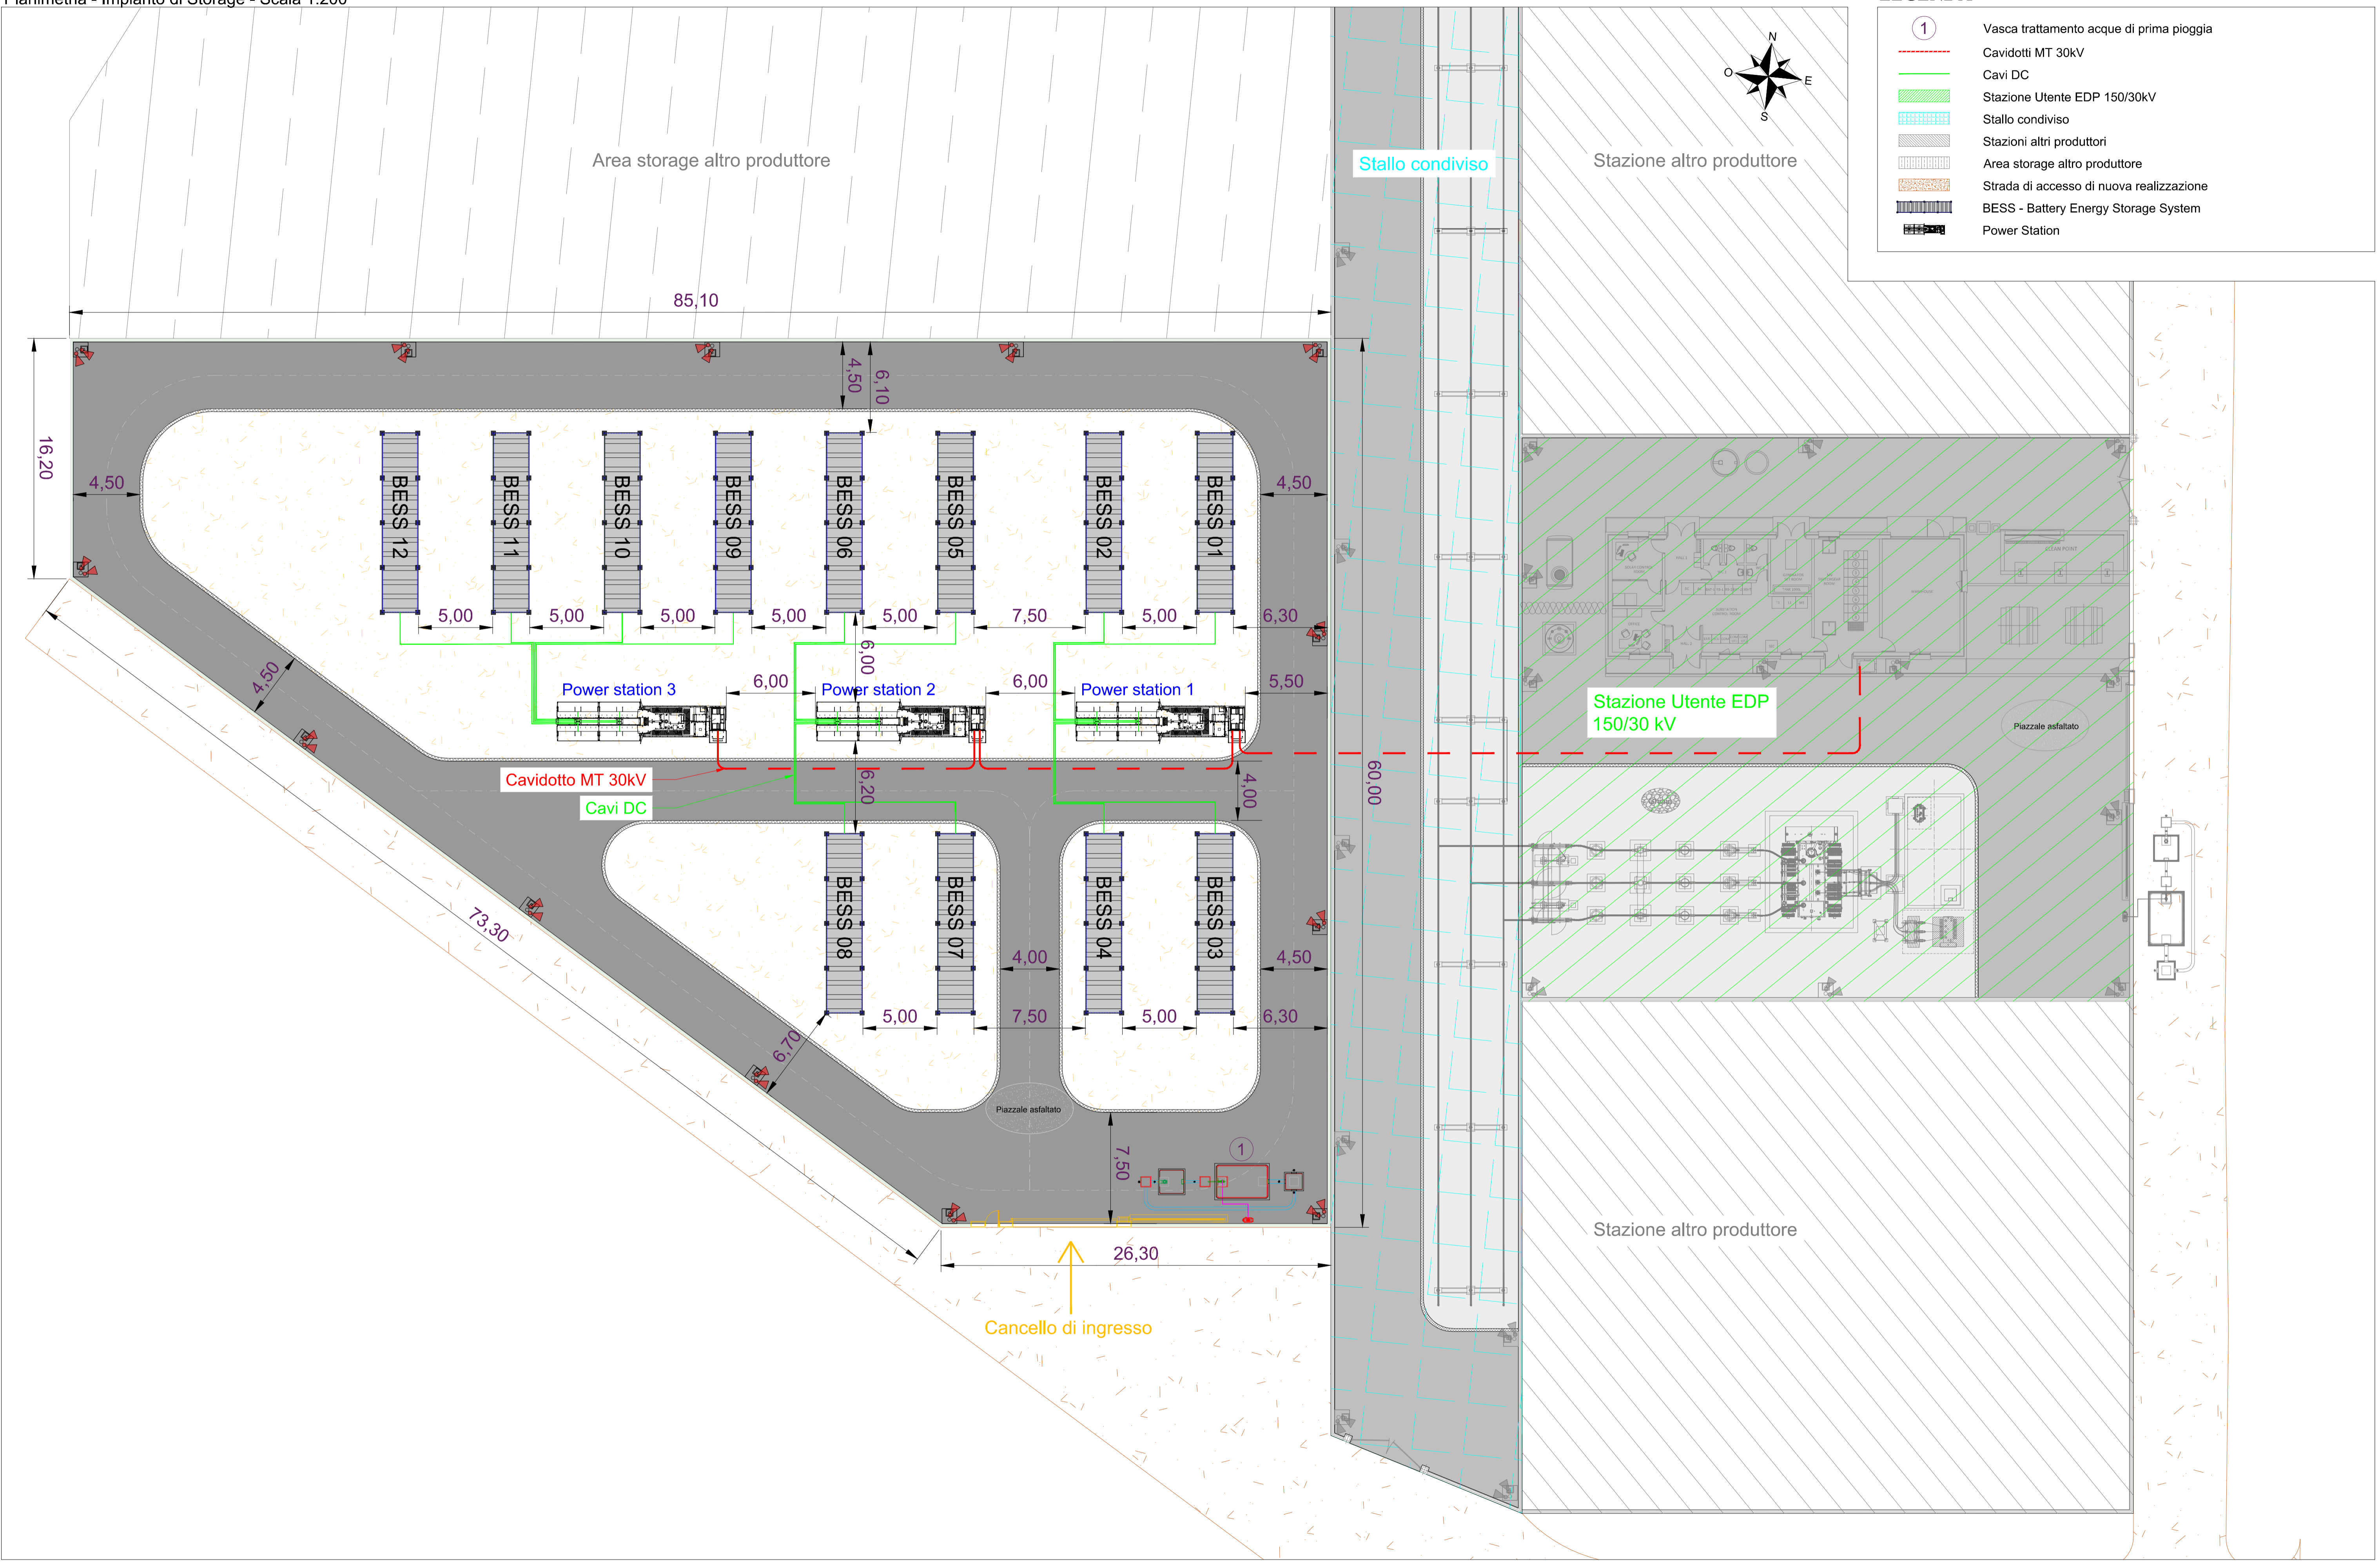 Planimetria - Impianto di Storage - Scala 1:200
1
Vasca trattamento acque di prima pioggia
Cavidotti MT 30kV
Cavi DC
Stazione Utente EDP 150/30kV
Stallo condiviso
Stazioni altri produttori
Area storage altro produttore
Strada di accesso di nuova realizzazione
BESS - Battery Energy Storage System
Power Station
N
O
E
S
Area storage altro produttore
Stallo condiviso
Stazione altro produttore
85,10
4,50
6,10
16,20
4,50
4,50
BESS 12
BESS 11
BESS 10
BESS 09
BESS 06
BESS 05
BESS 02
BESS 01
5,00
5,00
5,00
5,00
5,00
7,50
5,00
6,30
6,00
4,50
Power station 3
6,00
Power station 2
6,00
Power station 1
5,50
Stazione Utente EDP
150/30 kV
Piazzale asfaltato
CLEAN POINT
Cavidotto MT 30kV
Cavi DC
6,20
4,00
60,00
BESS 08
BESS 07
BESS 04
BESS 03
73,30
4,00
4,50
5,00
7,50
5,00
6,30
6,70
Piazzale asfaltato
7,50
1
26,30
Cancello di ingresso
Stazione altro produttore